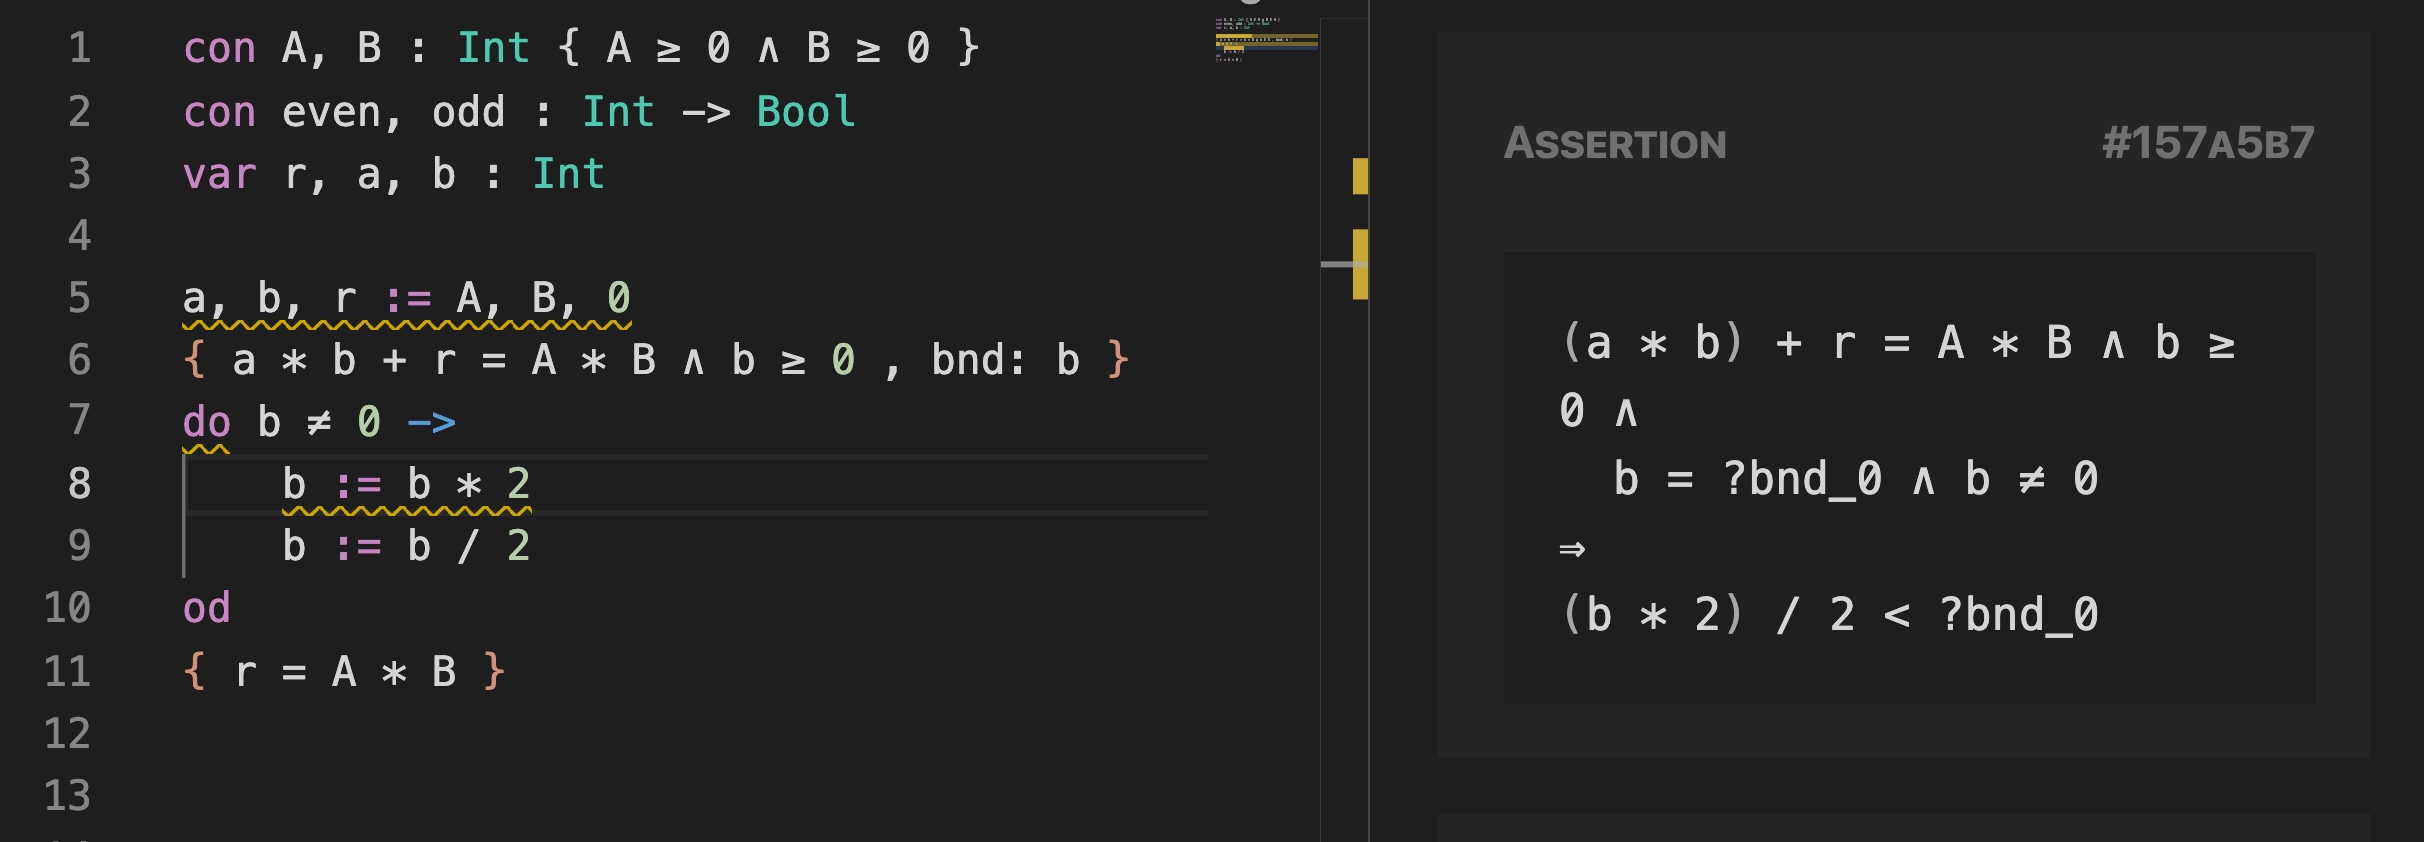 1 con A, B : Int { A ≥ 0 ∧ B ≥ 0 }
2 con even, odd : Int -> Bool
3 var r, a, b : Int
4
5 a, b, r := A, B, 0
6 { a * b + r = A * B ∧ b ≥ 0 , bnd: b }
7 do b ≠ 0 ->
8 b := b * 2
9 b := b / 2
10 od
11 { r = A * B }
12
13
ASSERTION #157A5B7
(a * b) + r = A * B ∧ b ≥
0 ∧
b = ?bnd_0 ∧ b ≠ 0
⇒
(b * 2) / 2 < ?bnd_0